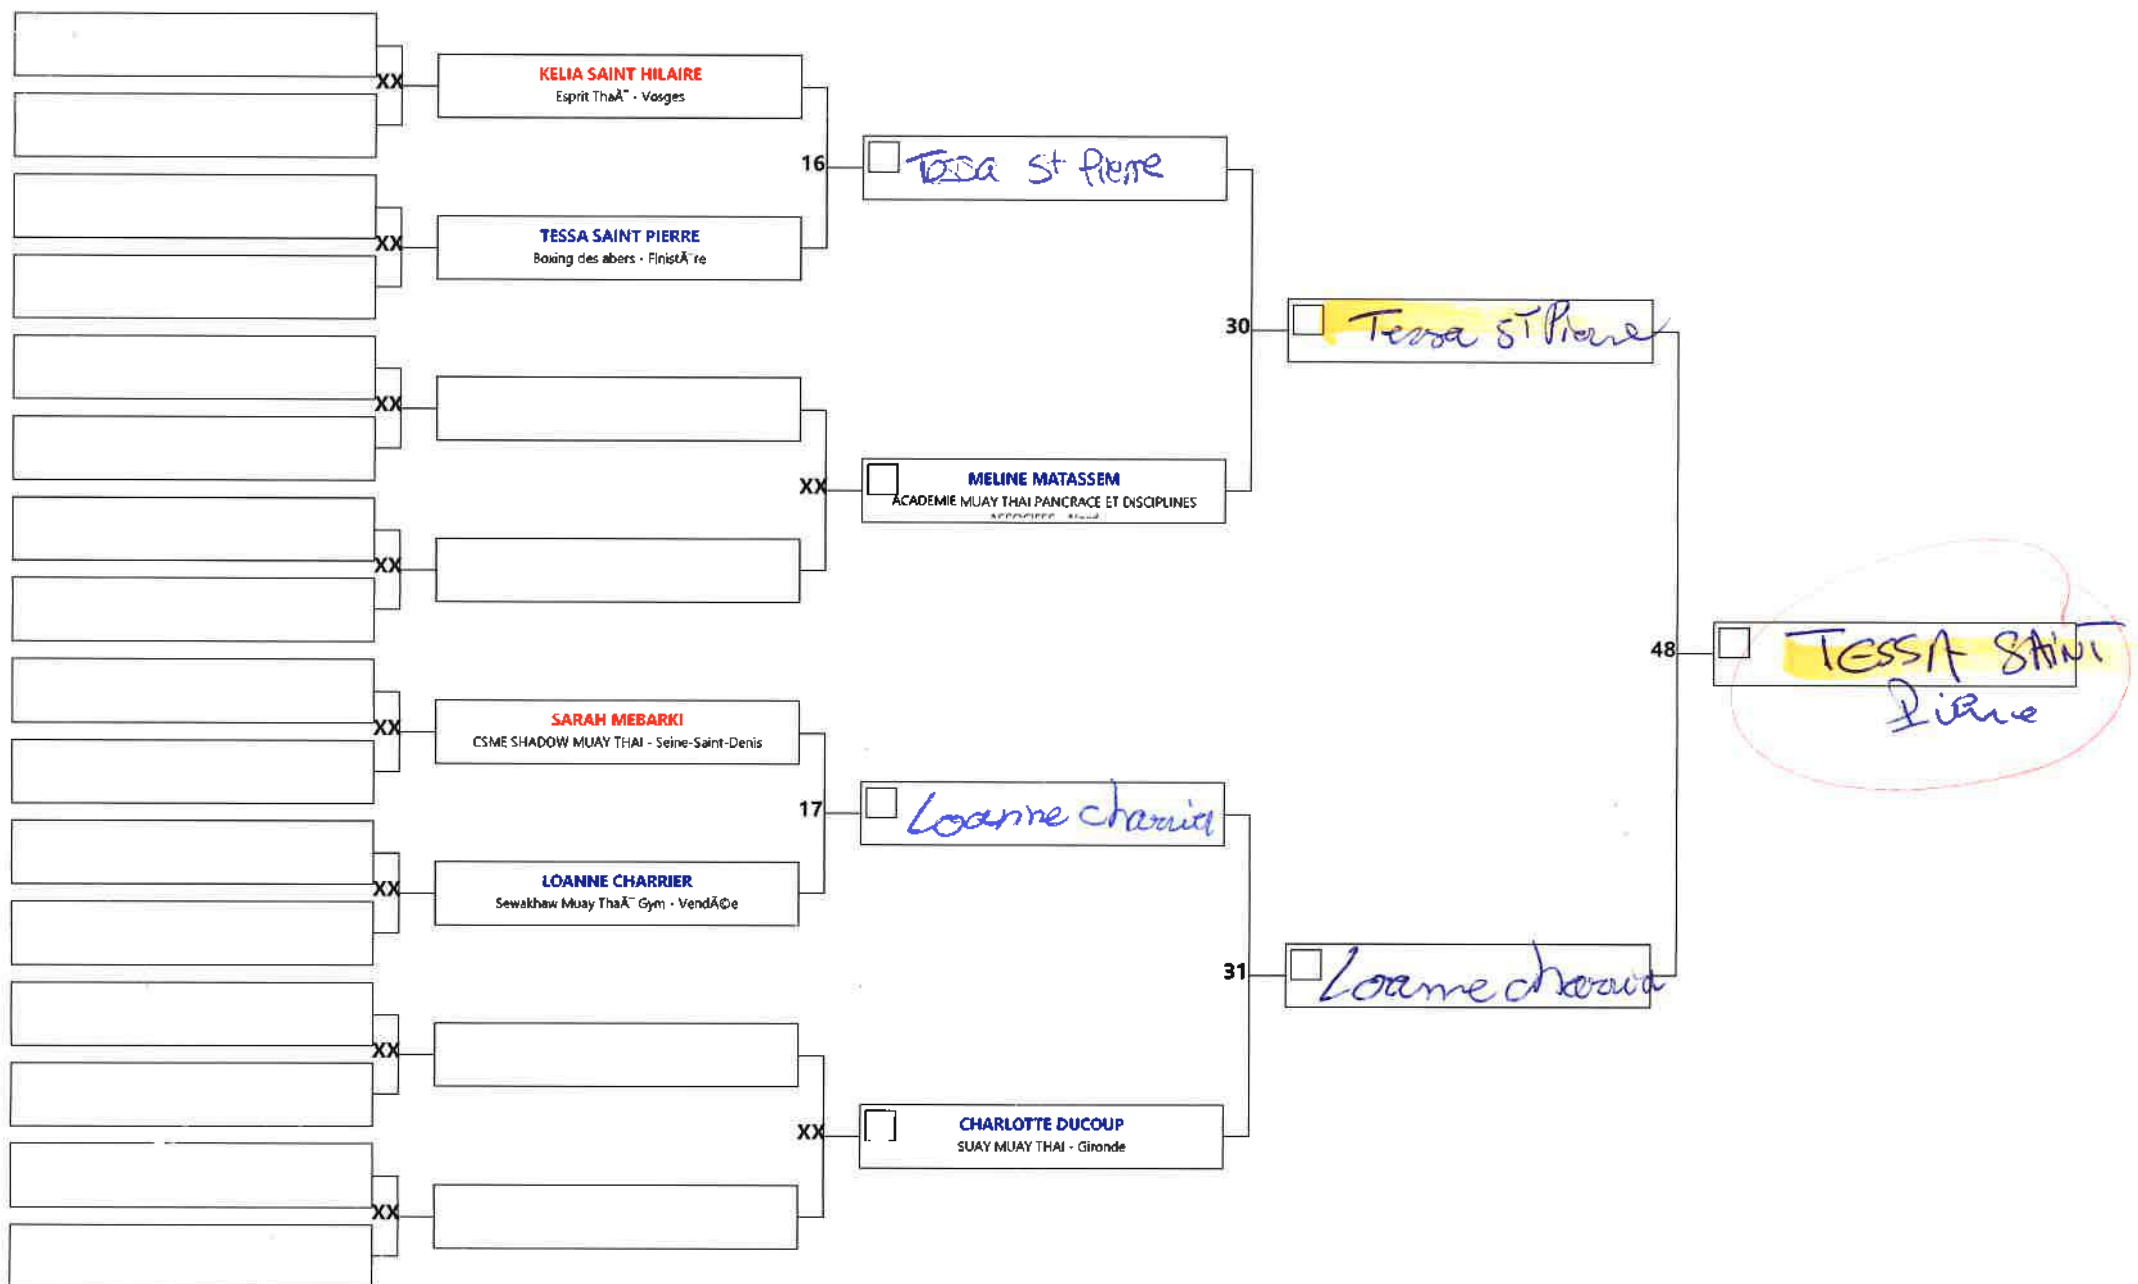 XX
KELIA SAINT HILAIRE
Esprit ThaÃ¯ - Vosges
16
Tessa St Pierre
XX
TESSA SAINT PIERRE
Boxing des abers - FinistÃ¨re
30
Tessa ST Pierre
XX
XX
MELINE MATASSEM
ACADEMIE MUAY THAI PANCRACE ET DISCIPLINES
XX
48
TESSA SAINT
Pierre
XX
SARAH MEBARKI
CSME SHADOW MUAY THAI - Seine-Saint-Denis
17
Loanne charrier
XX
LOANNE CHARRIER
Sewakhaw Muay ThaÃ¯ Gym - VendÃ©e
31
Loanne charrier
XX
XX
CHARLOTTE DUCOUP
SUAY MUAY THAI - Gironde
XX